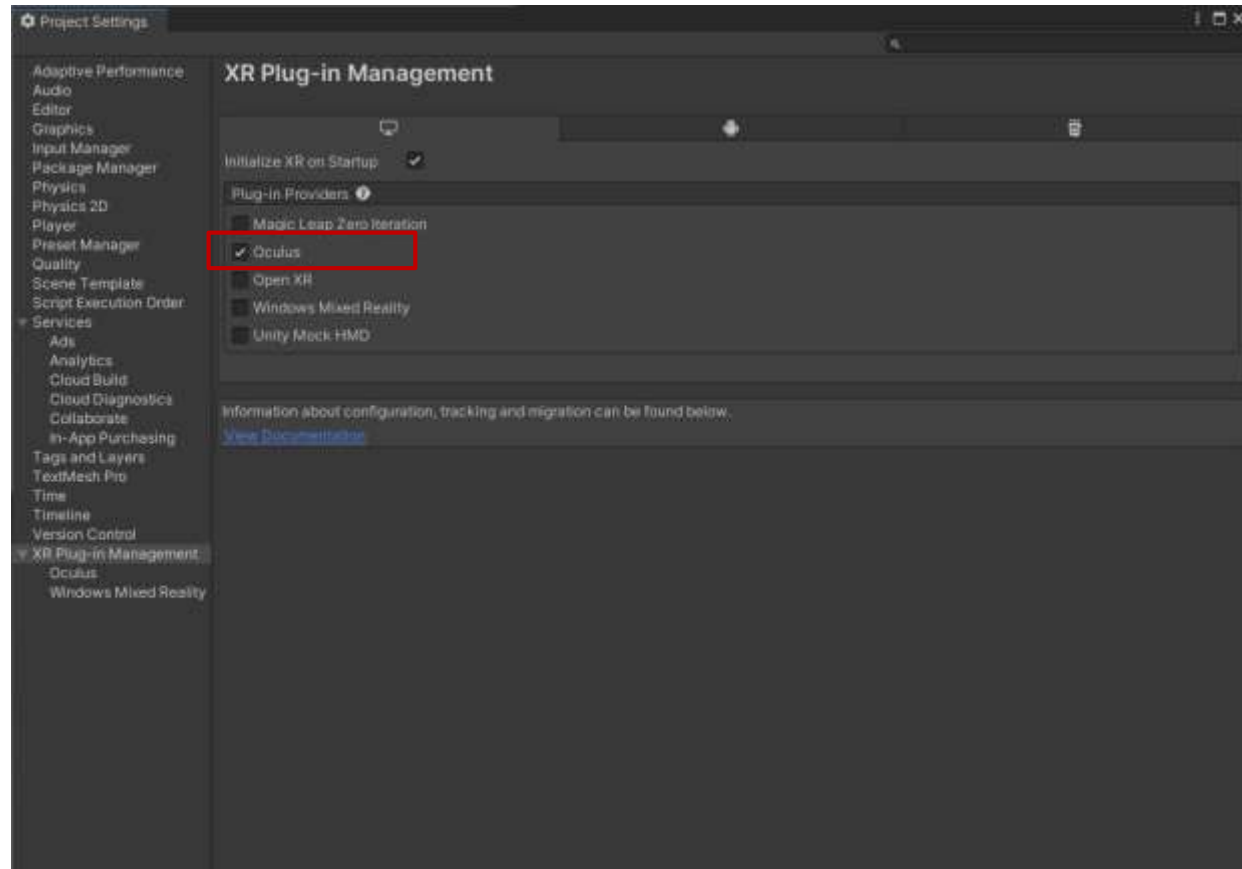 Project Settings
XR Plug-in Management
Adaptive Performance
Audio
Editor
Graphics
Input Manager
Package Manager
Physics
Physics 2D
Player
Preset Manager
Quality
Scene Template
Script Execution Order
Services
Ads
Analytics
Cloud Build
Cloud Diagnostics
Collaborate
In-App Purchasing
Tags and Layers
TextMesh Pro
Time
Timeline
Version Control
XR Plug-in Management
Oculus
Windows Mixed Reality
Initialize XR on Startup
Plug-in Providers
Magic Leap Zero Iteration
Oculus
Open XR
Windows Mixed Reality
Unity Mock HMD
Information about configuration, tracking and migration can be found below.
View Documentation